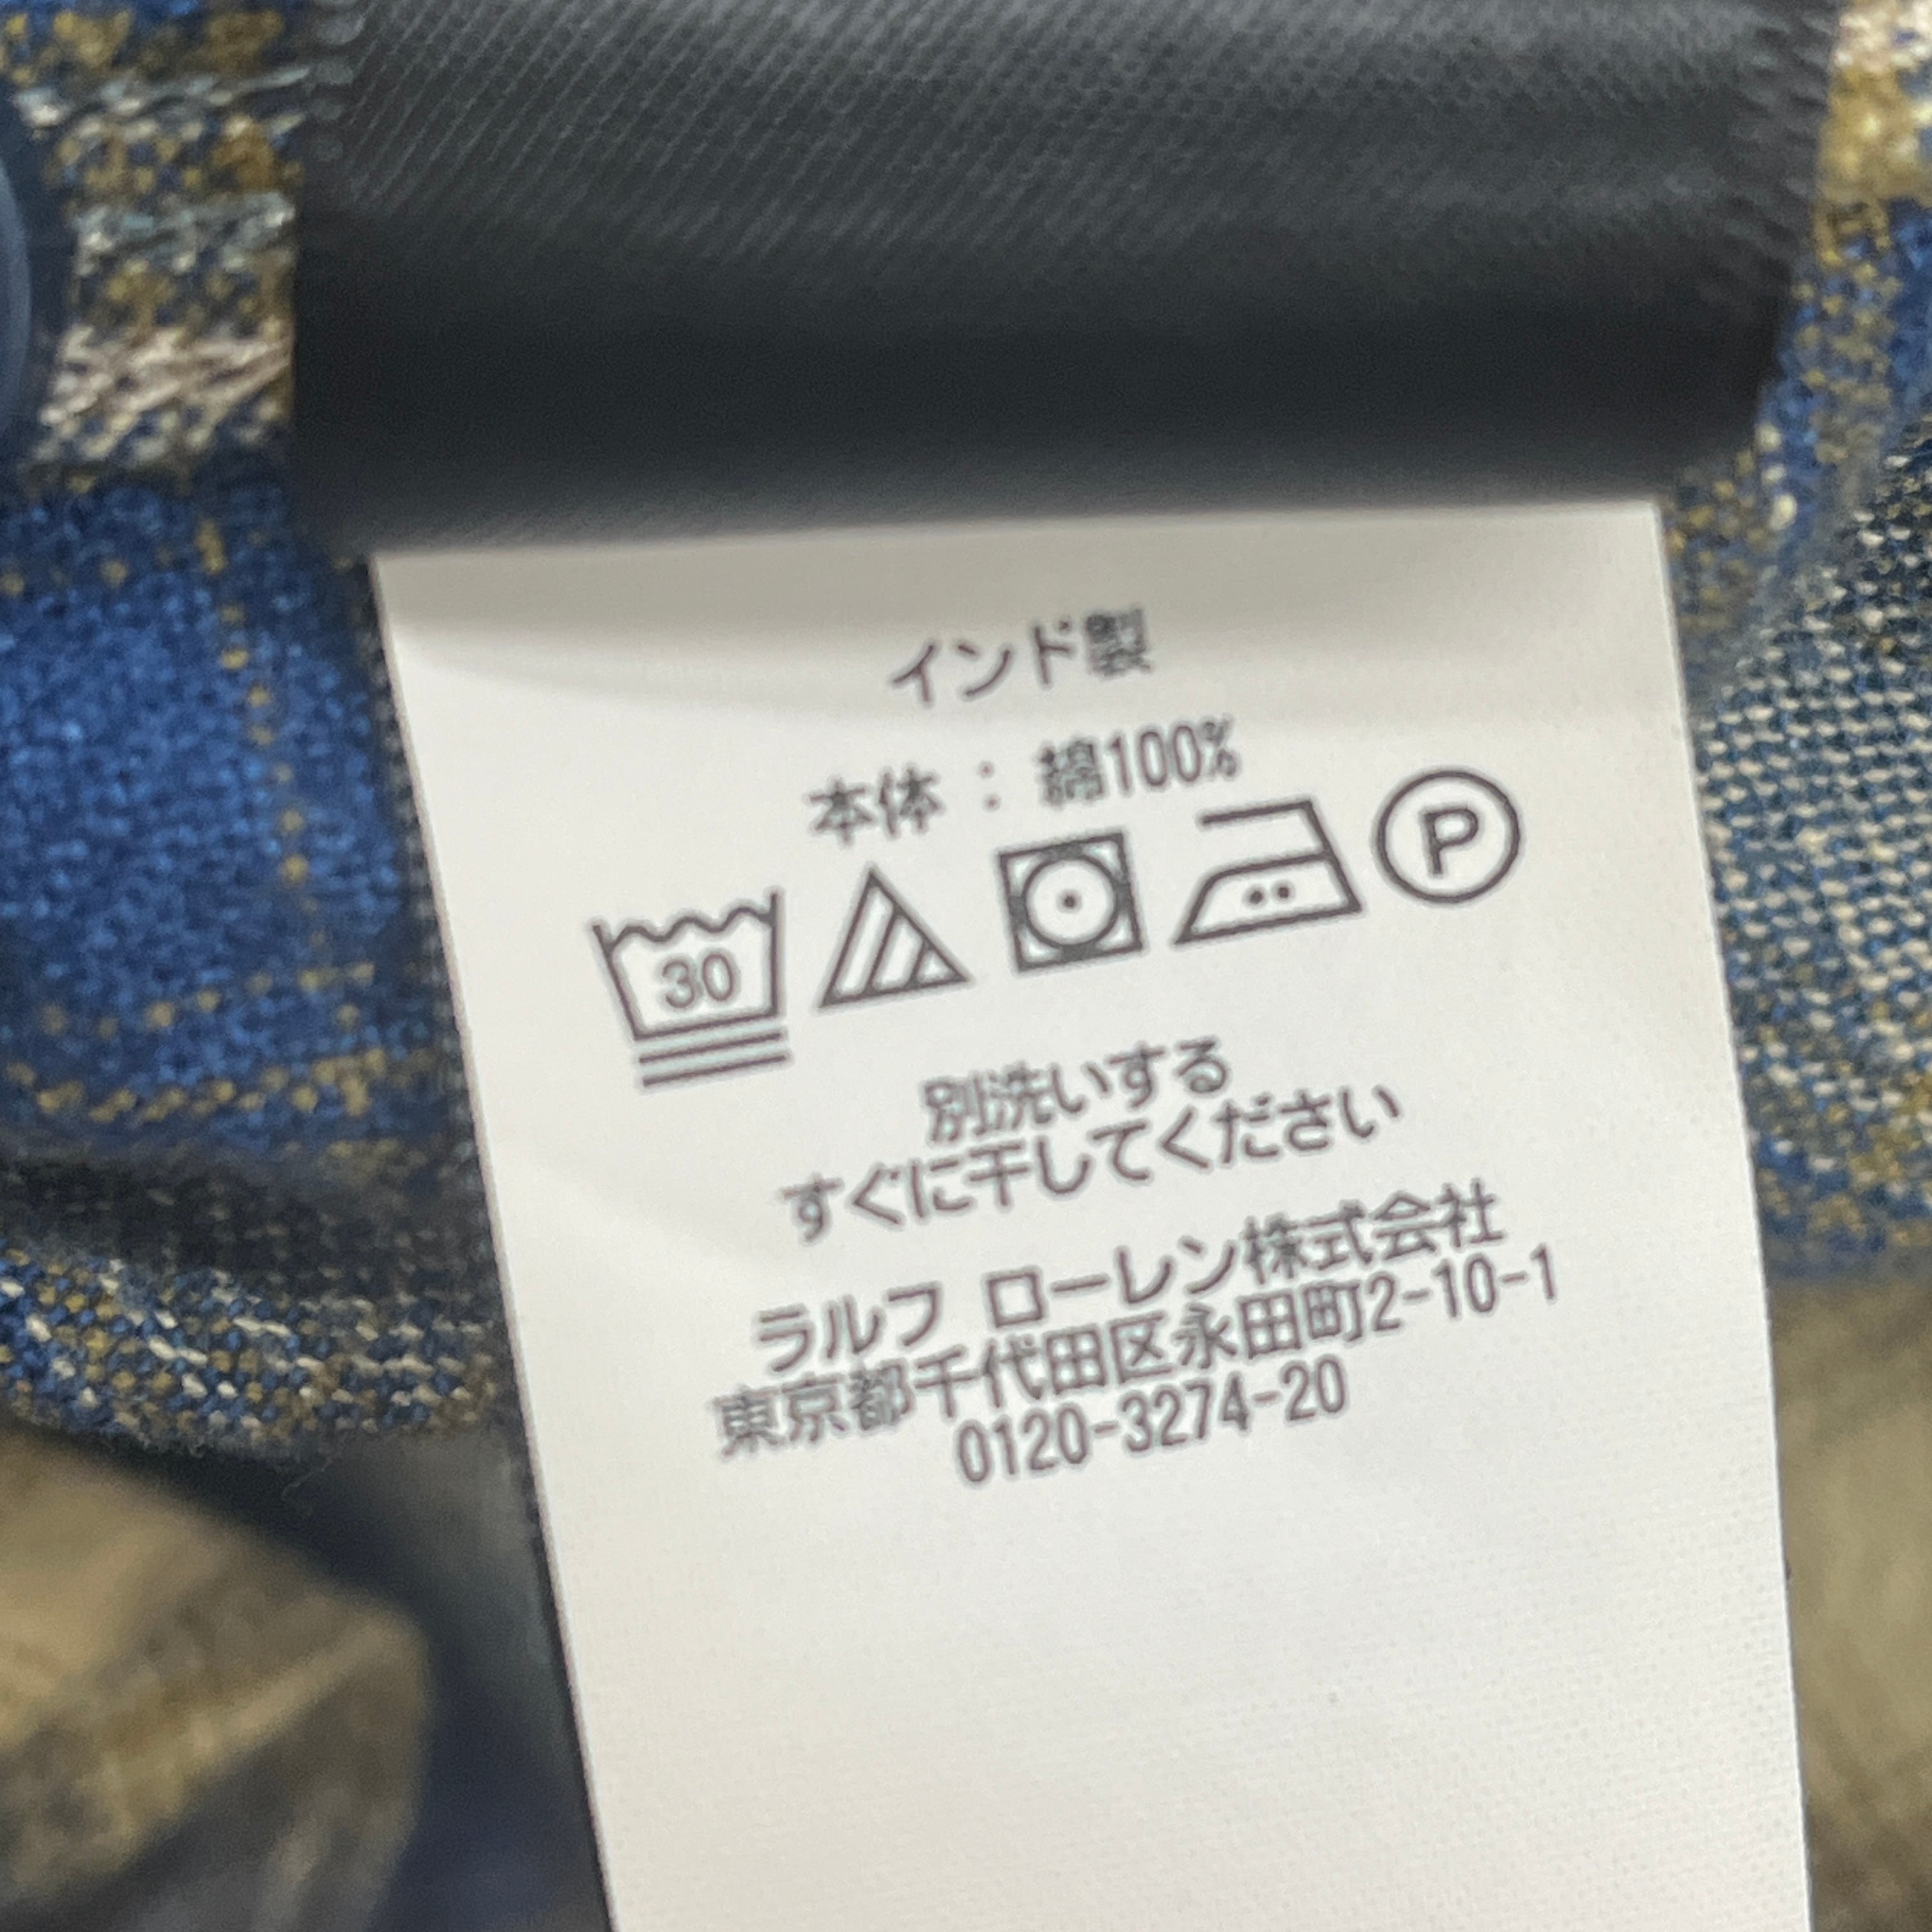 インド製
本体：綿100%
30
P
別洗いする
すぐに干してください
ラルフ ローレン株式会社
東京都千代田区永田町2-10-1
0120-3274-20